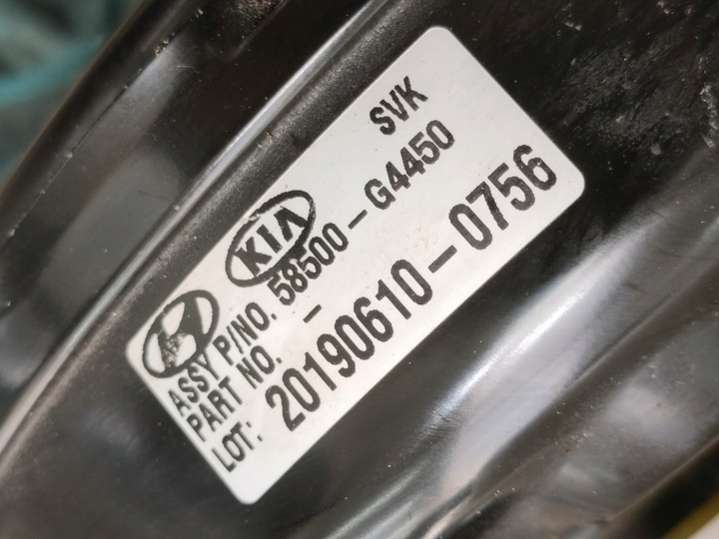 SVK
KIA
ASSY P/NO. 58500-G4450
PART NO. -
LOT: 20190610-0756